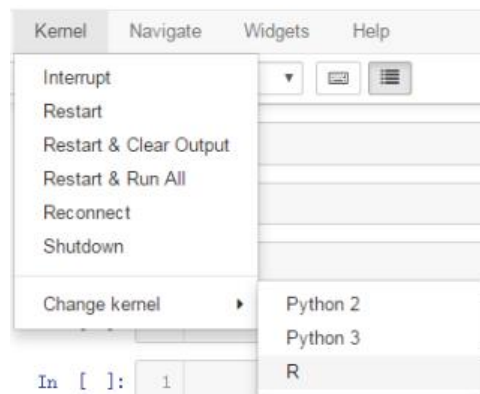 Kernel Navigate Widgets Help
Interrupt
Restart
Restart & Clear Output
Restart & Run All
Reconnect
Shutdown
Change kernel
Python 2
Python 3
R
In [ ]: 1